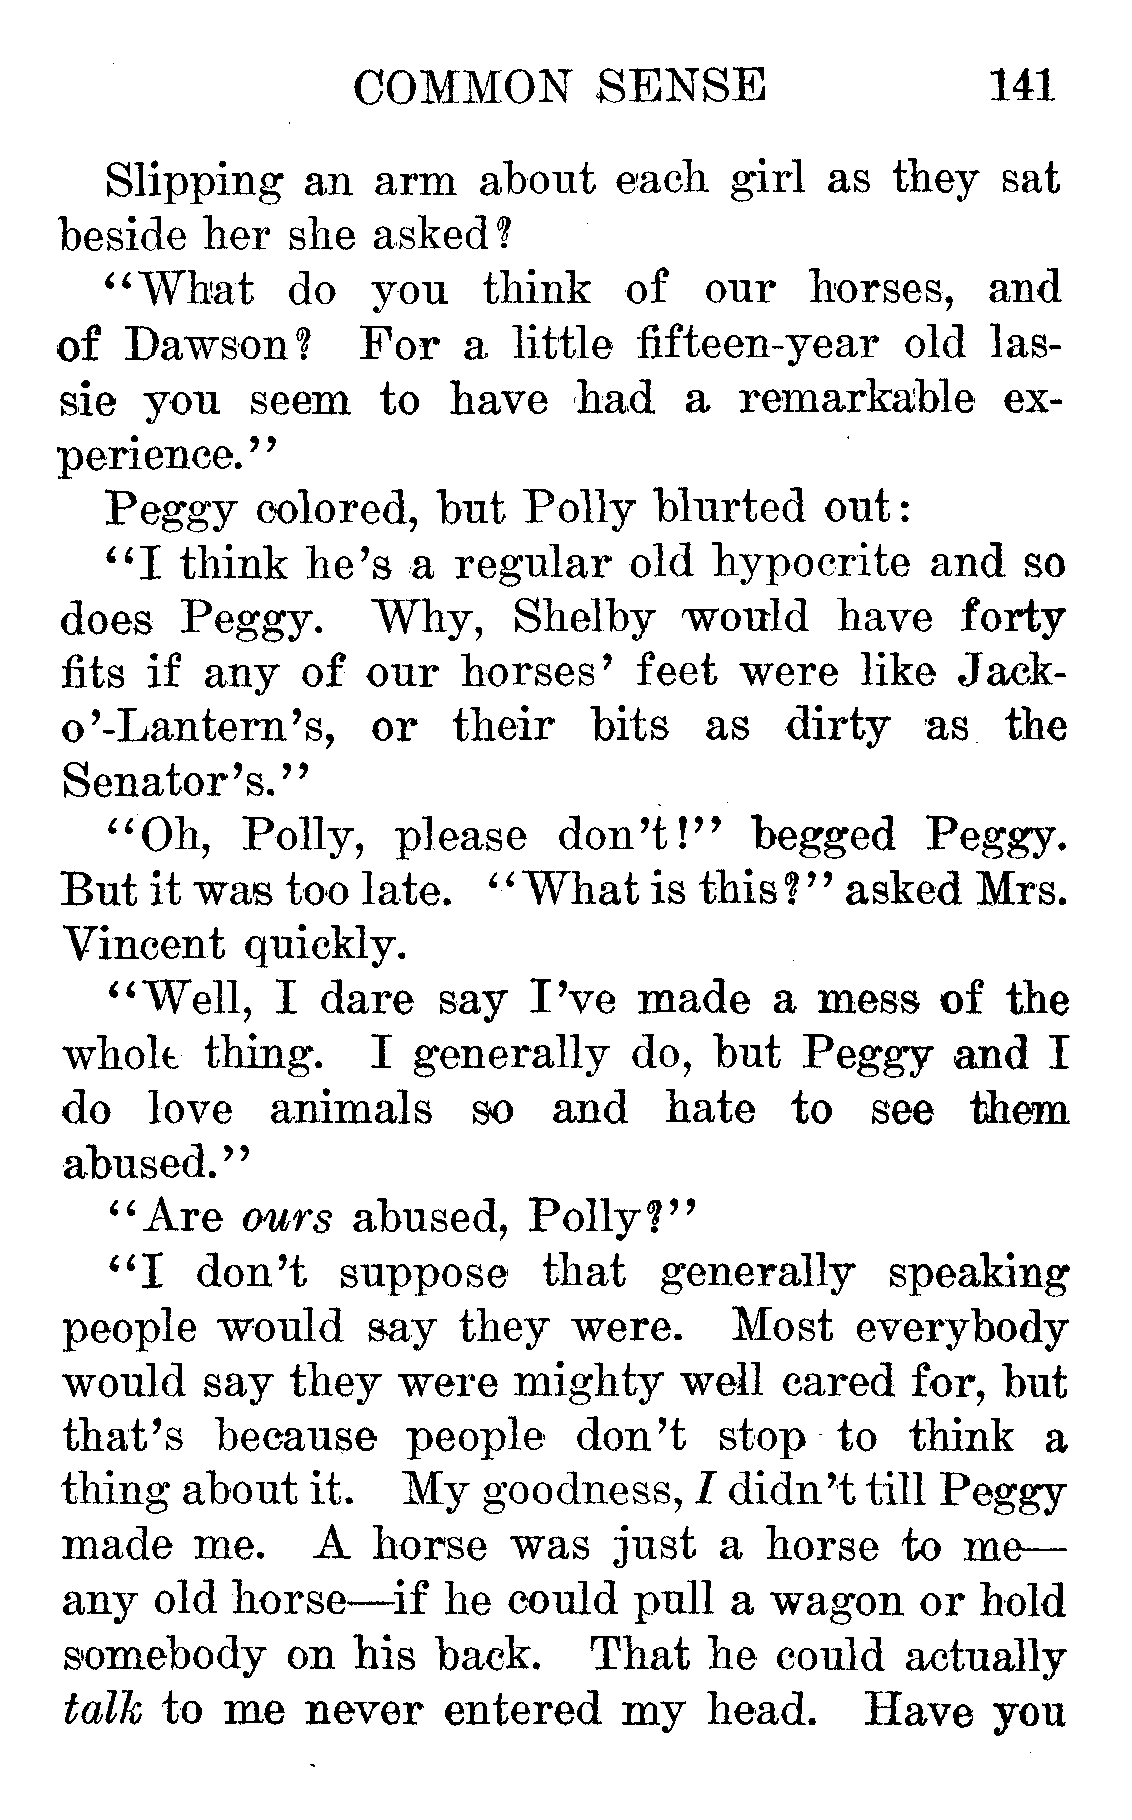 COMMON SENSE 141
Slipping an arm about each girl as they sat
beside her she asked?
"What do you think of our horses, and
of Dawson? For a little fifteen-year old las-
sie you seem to have had a remarkable ex-
perience."
Peggy colored, but Polly blurted out:
"I think he's a regular old hypocrite and so
does Peggy. Why, Shelby would have forty
fits if any of our horses' feet were like Jack-
o'-Lantern's, or their bits as dirty as the
Senator's."
"Oh, Polly, please don't!" begged Peggy.
But it was too late. "What is this?" asked Mrs.
Vincent quickly.
"Well, I dare say I've made a mess of the
whole thing. I generally do, but Peggy and I
do love animals so and hate to see them
abused."
"Are ours abused, Polly?"
"I don't suppose that generally speaking
people would say they were. Most everybody
would say they were mighty well cared for, but
that's because people don't stop to think a
thing about it. My goodness, I didn't till Peggy
made me. A horse was just a horse to me—
any old horse—if he could pull a wagon or hold
somebody on his back. That he could actually
talk to me never entered my head. Have you